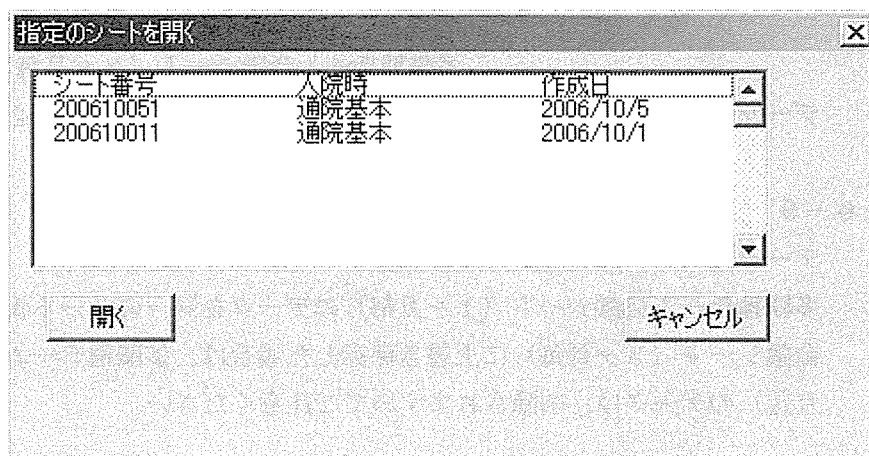 指定のシートを開く
シート番号 入院時 作成日
200610051 通院基本 2006/10/5
200610011 通院基本 2006/10/1
開く キャンセル